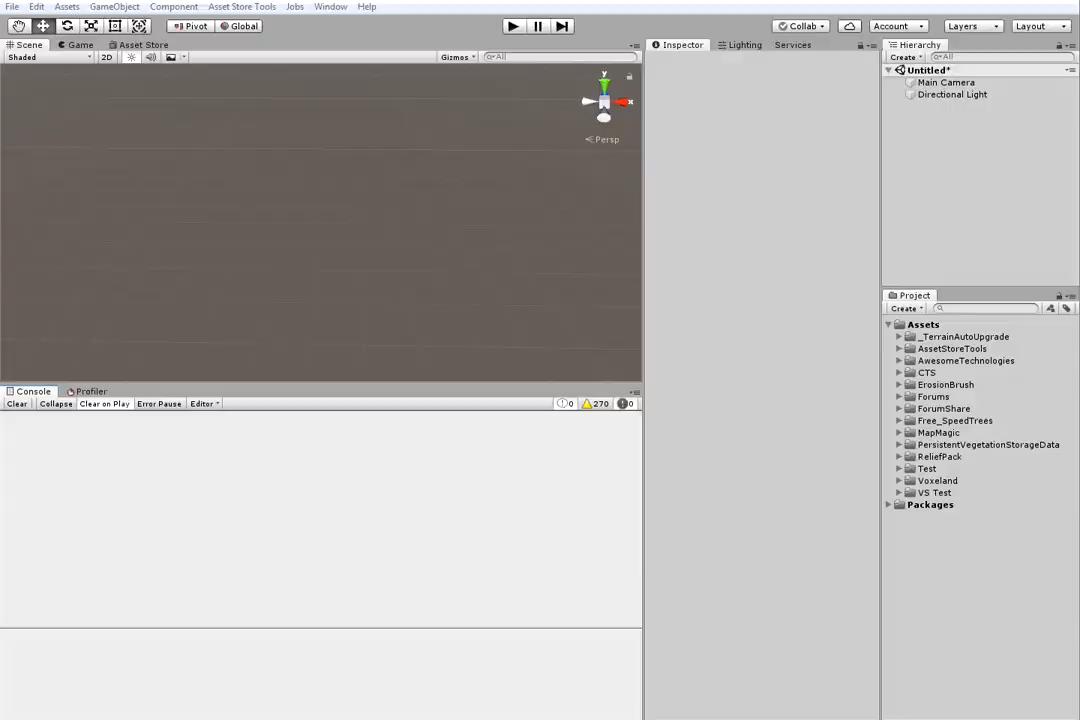 File Edit Assets GameObject Component Asset Store Tools Jobs Window Help
Pivot Global Collab Account Layers Layout
Scene Game Asset Store
Shaded 2D Gizmos All
y
x
Persp
Console Profiler
Clear Collapse Clear on Play Error Pause Editor 0 270 0
Inspector Lighting Services
Hierarchy
Create All
Untitled*
Main Camera
Directional Light
Project
Create
Assets
_TerrainAutoUpgrade
AssetStoreTools
AwesomeTechnologies
CTS
ErosionBrush
Forums
ForumShare
Free_SpeedTrees
MapMagic
PersistentVegetationStorageData
ReliefPack
Test
Voxeland
VS Test
Packages